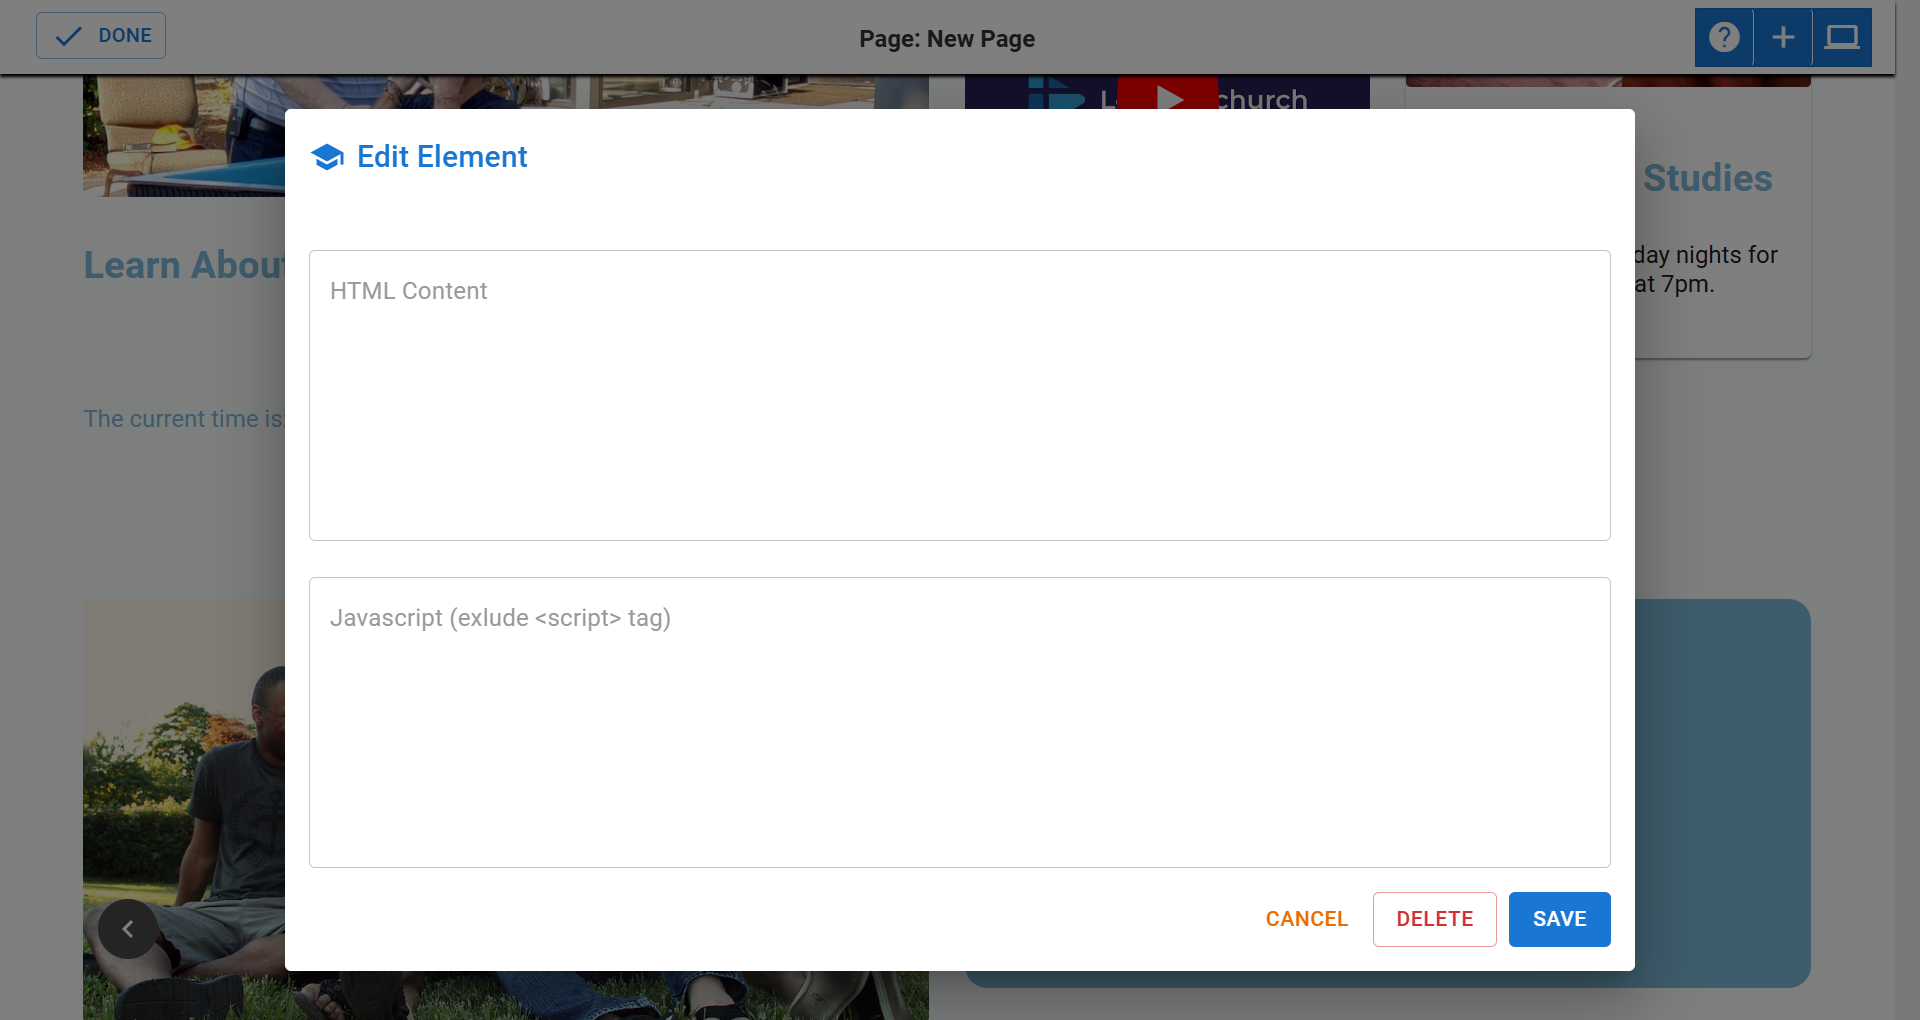 DONE
Page: New Page
church
Edit Element
Studies
HTML Content
Learn About
day nights for
at 7pm.
The current time is:
Javascript (exlude <script> tag)
CANCEL
DELETE
SAVE